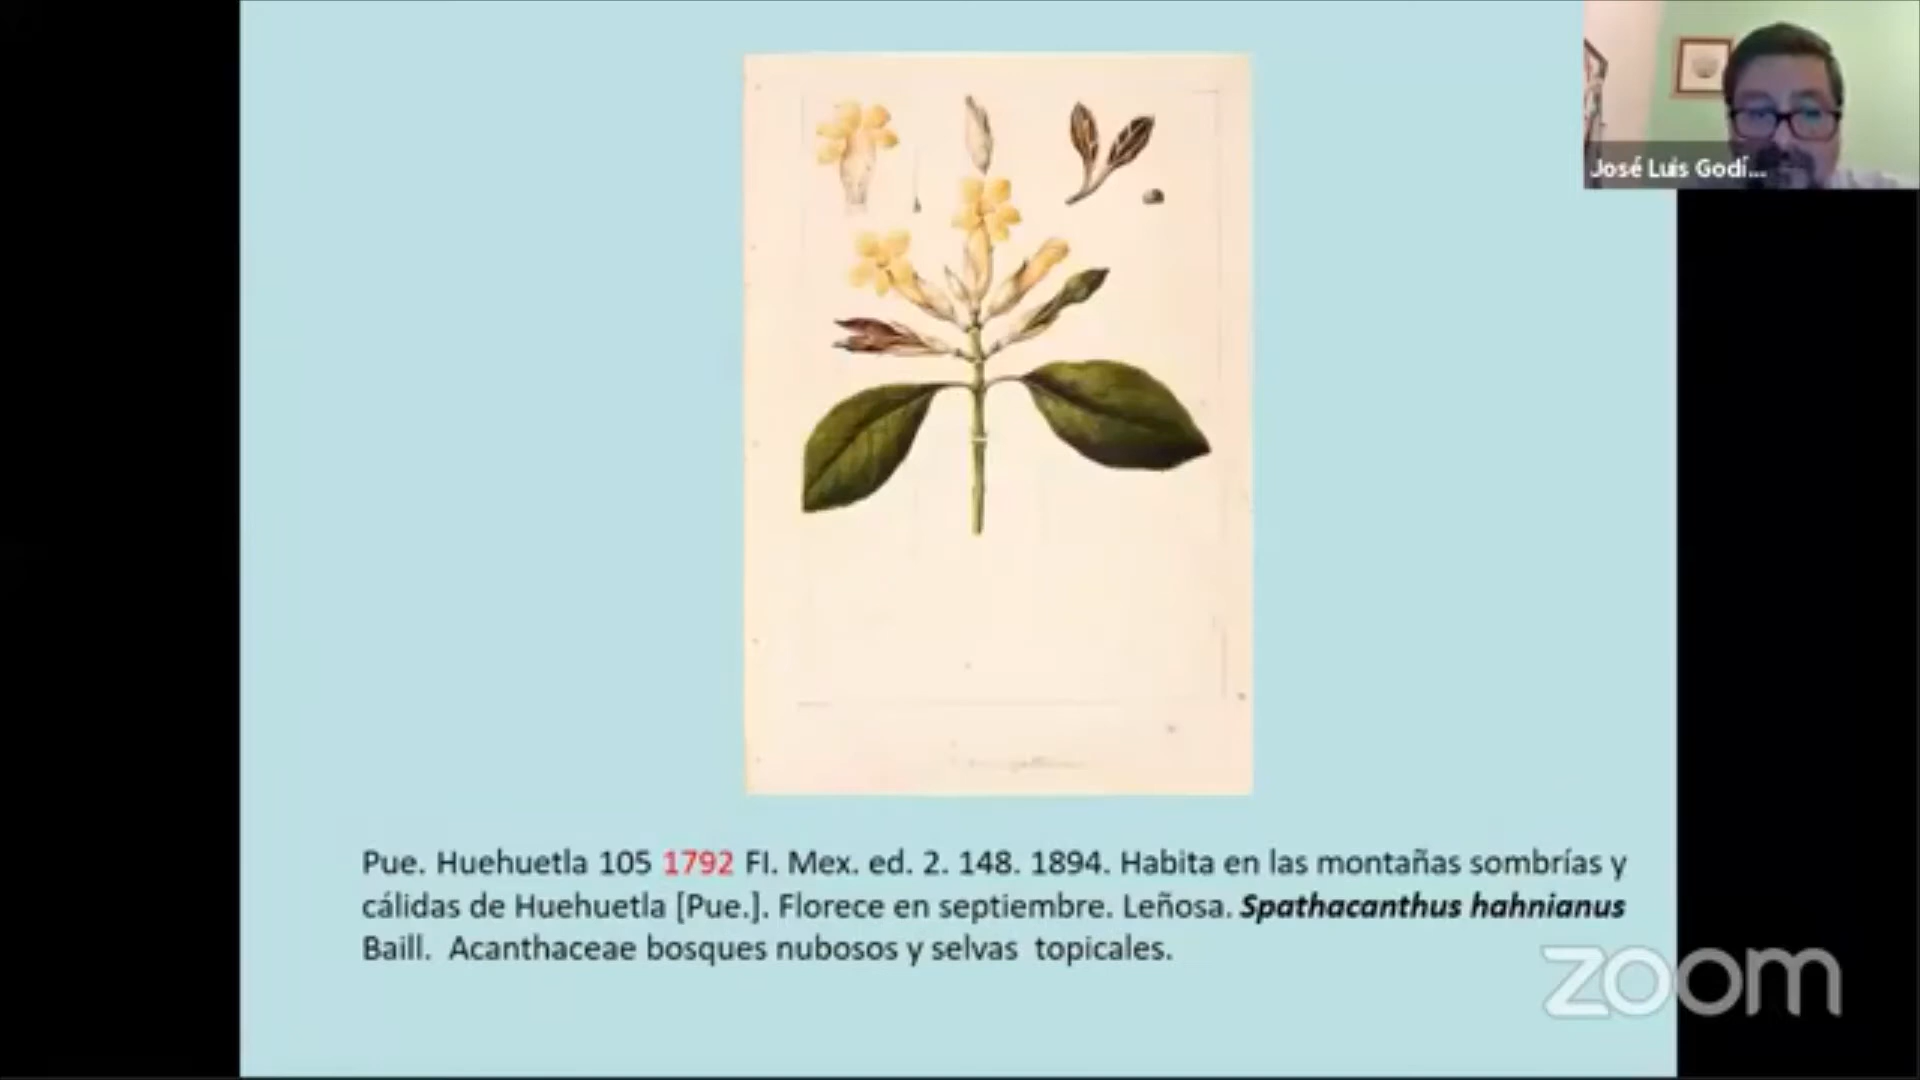 José Luis Godí...
Pue. Huehuetla 105 1792 FI. Mex. ed. 2. 148. 1894. Habita en las montañas sombrías y
cálidas de Huehuetla [Pue.]. Florece en septiembre. Leñosa. Spathacanthus hahnianus
Baill. Acanthaceae bosques nubosos y selvas topicales.
zoom